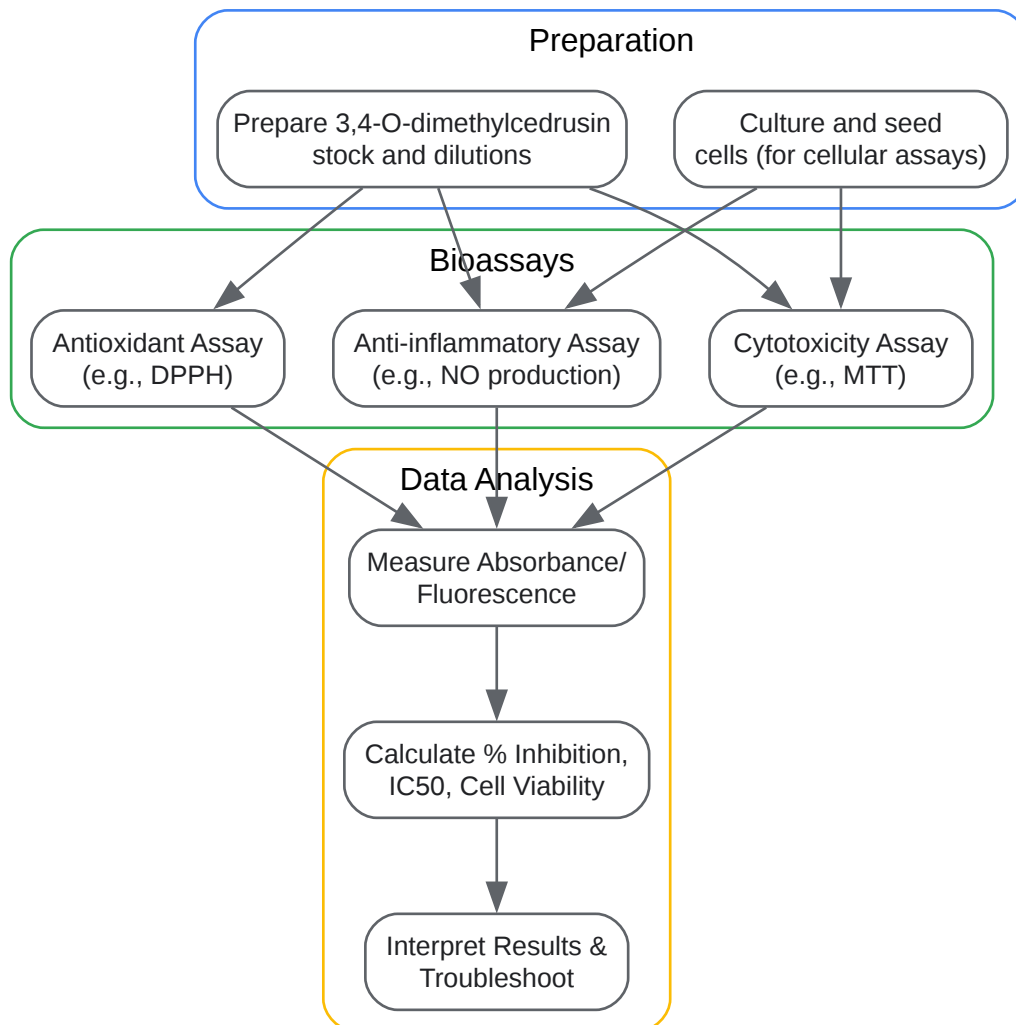 Preparation
Prepare 3,4-O-dimethylcedrusin
stock and dilutions
Culture and seed
cells (for cellular assays)
Bioassays
Antioxidant Assay
(e.g., DPPH)
Anti-inflammatory Assay
(e.g., NO production)
Cytotoxicity Assay
(e.g., MTT)
Data Analysis
Measure Absorbance/
Fluorescence
Calculate % Inhibition,
IC50, Cell Viability
Interpret Results &
Troubleshoot